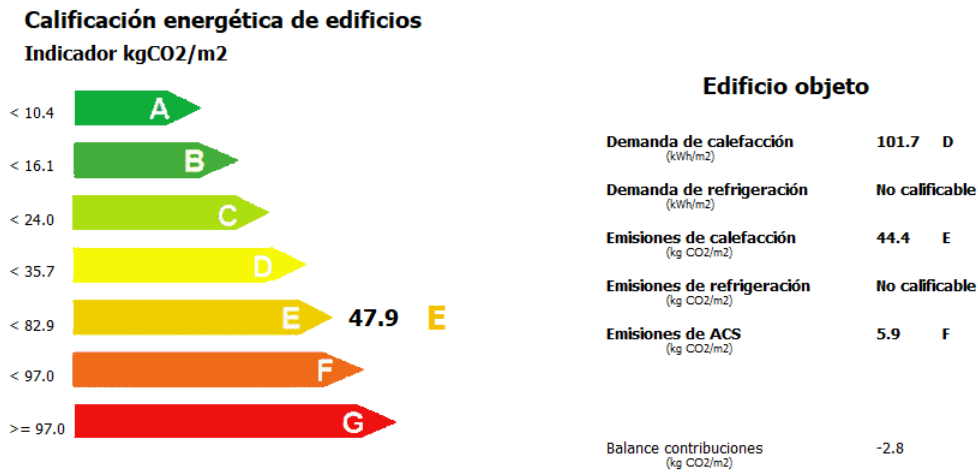 Calificación energética de edificios
Indicador kgCO2/m2
< 10.4 A
< 16.1 B
< 24.0 C
< 35.7 D
< 82.9 E 47.9 E
< 97.0 F
>= 97.0 G
Edificio objeto
Demanda de calefacción 101.7 D
(kWh/m2)
Demanda de refrigeración No calificable
(kWh/m2)
Emisiones de calefacción 44.4 E
(kg CO2/m2)
Emisiones de refrigeración No calificable
(kg CO2/m2)
Emisiones de ACS 5.9 F
(kg CO2/m2)
Balance contribuciones -2.8
(kg CO2/m2)